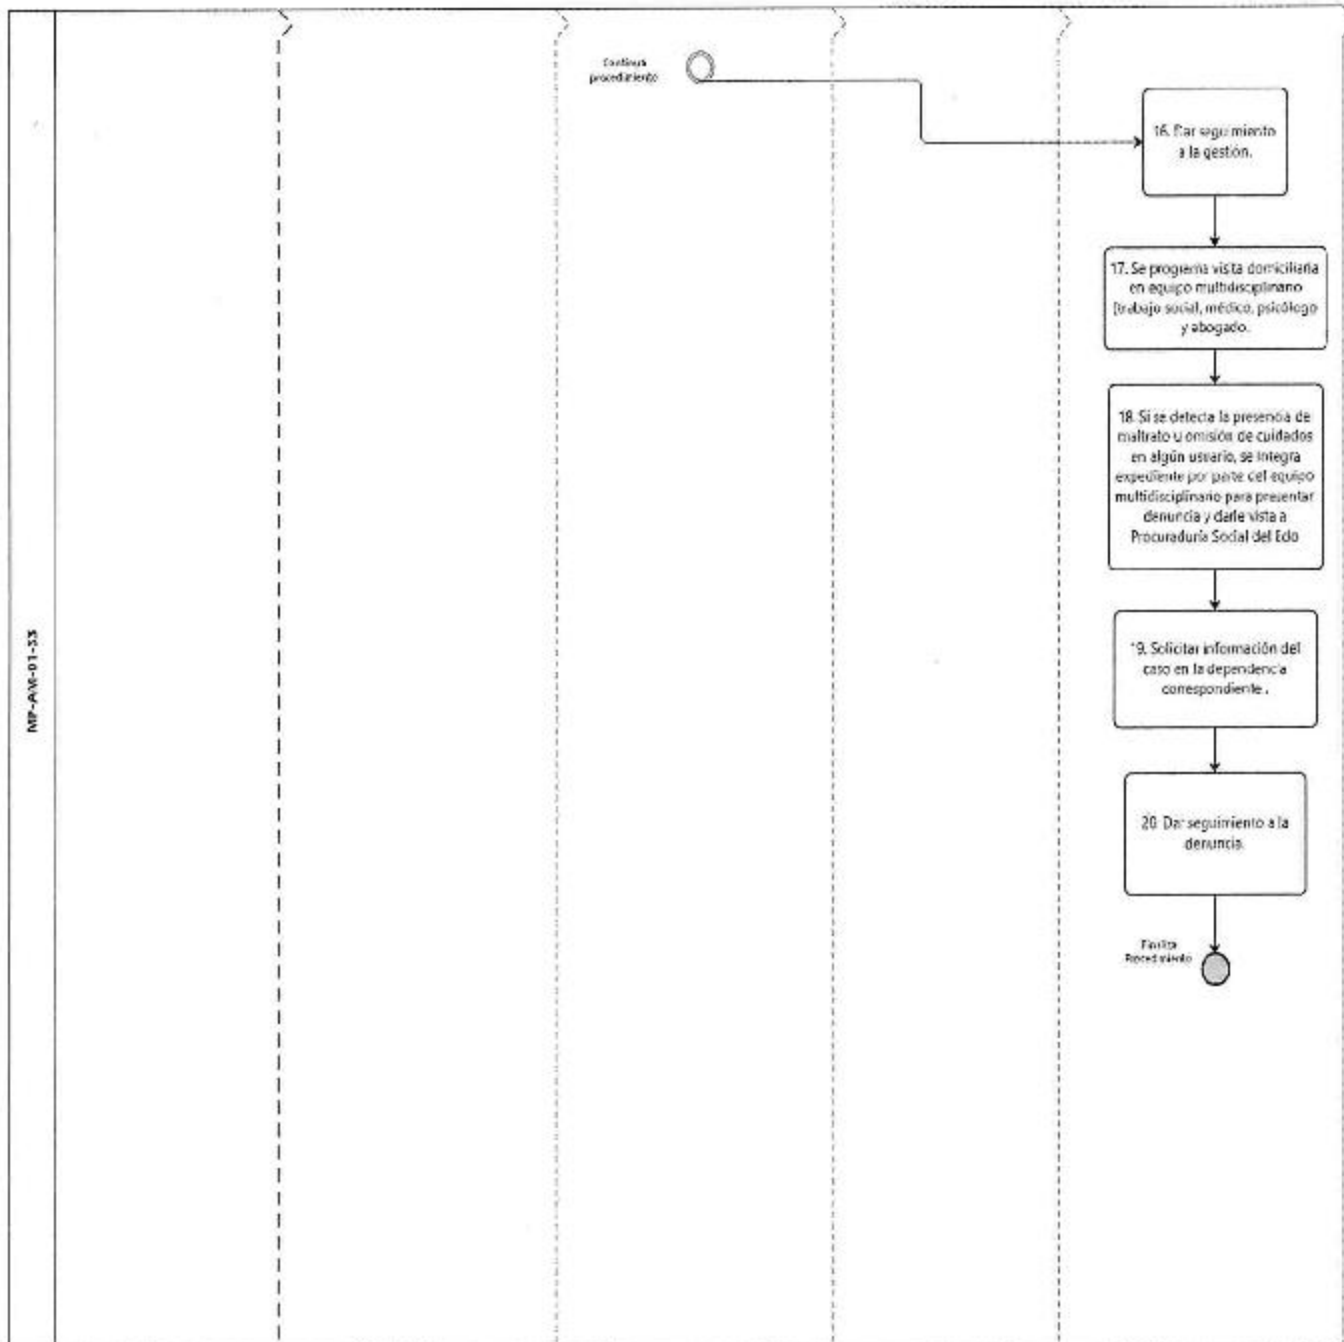 Continua
procedimiento
16. Dar seguimiento
a la gestión.
17. Se programa visita domiciliaria
en equipo multidisciplinario
(trabajo social, médico, psicólogo
y abogado.
18. Si se detecta la presencia de
maltrato u omisión de cuidados
en algún usuario, se integra
expediente por parte del equipo
multidisciplinario para presentar
denuncia y darle vista a
Procuraduría Social del Edo
19. Solicitar información del
caso en la dependencia
correspondiente .
20. Dar seguimiento a la
denuncia.
Finaliza
Procedimiento
MP-AM-01-33